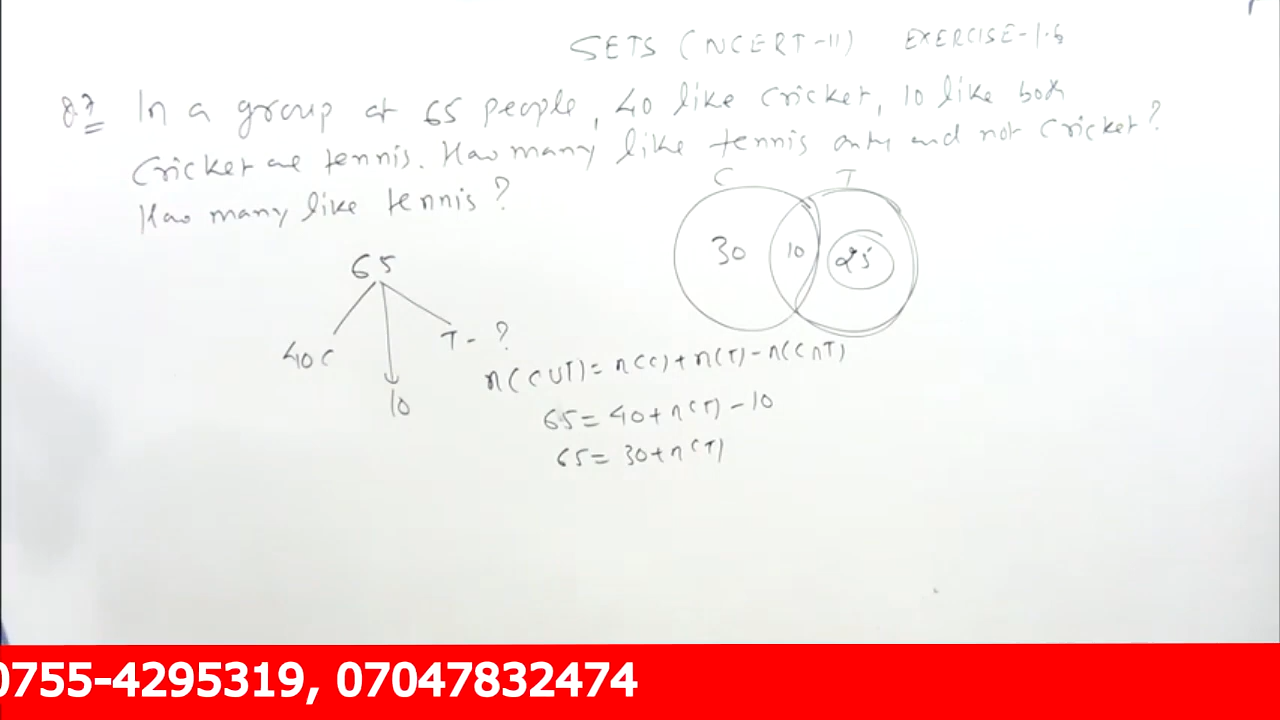 SETS (NCERT-11) EXERCISE-1.6
Q.7 In a group of 65 people, 40 like cricket, 10 like both
cricket and tennis. How many like tennis only and not cricket?
How many like tennis?
C T
30 10 25
65
40C T - ?
10
n(C∪T) = n(C) + n(T) - n(C∩T)
65 = 40 + n(T) - 10
65 = 30 + n(T)
0755-4295319, 07047832474